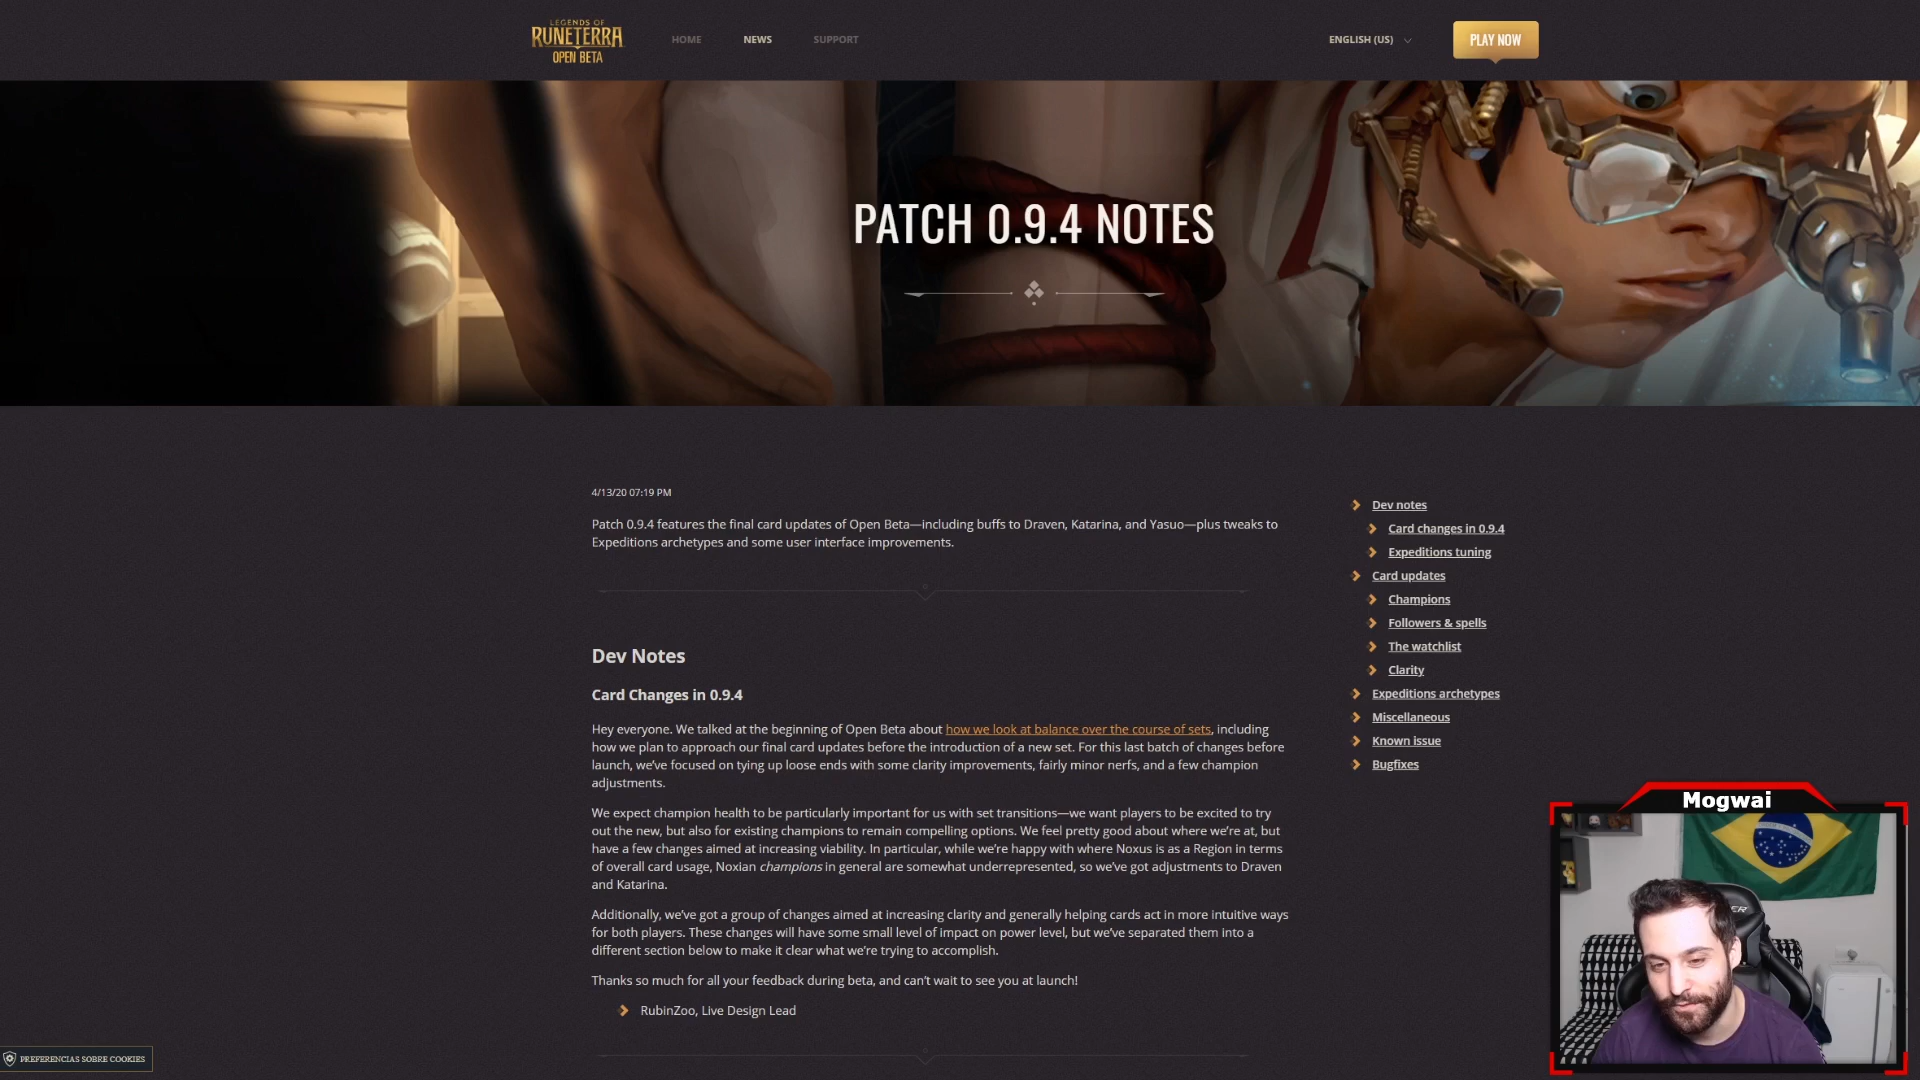 LEGENDS OF
RUNETERRA
OPEN BETA
HOME
NEWS
SUPPORT
ENGLISH (US)
PLAY NOW
PATCH 0.9.4 NOTES
4/13/20 07:19 PM
Patch 0.9.4 features the final card updates of Open Beta—including buffs to Draven, Katarina, and Yasuo—plus tweaks to
Expeditions archetypes and some user interface improvements.
Dev Notes
Card Changes in 0.9.4
Hey everyone. We talked at the beginning of Open Beta about how we look at balance over the course of sets, including
how we plan to approach our final card updates before the introduction of a new set. For this last batch of changes before
launch, we've focused on tying up loose ends with some clarity improvements, fairly minor nerfs, and a few champion
adjustments.
We expect champion health to be particularly important for us with set transitions—we want players to be excited to try
out the new, but also for existing champions to remain compelling options. We feel pretty good about where we're at, but
have a few changes aimed at increasing viability. In particular, while we're happy with where Noxus is as a Region in terms
of overall card usage, Noxian champions in general are somewhat underrepresented, so we've got adjustments to Draven
and Katarina.
Additionally, we've got a group of changes aimed at increasing clarity and generally helping cards act in more intuitive ways
for both players. These changes will have some small level of impact on power level, but we've separated them into a
different section below to make it clear what we're trying to accomplish.
Thanks so much for all your feedback during beta, and can't wait to see you at launch!
RubinZoo, Live Design Lead
Dev notes
Card changes in 0.9.4
Expeditions tuning
Card updates
Champions
Followers & spells
The watchlist
Clarity
Expeditions archetypes
Miscellaneous
Known issue
Bugfixes
Mogwai
PREFERENCIAS SOBRE COOKIES